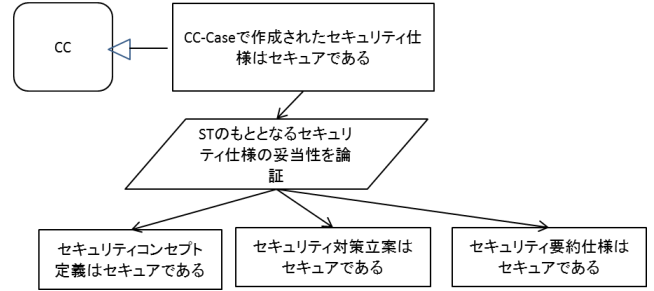 CC
CC-Caseで作成されたセキュリティ仕
様はセキュアである
STのもととなるセキュリ
ティ仕様の妥当性を論
証
セキュリティコンセプト
定義はセキュアである
セキュリティ対策立案は
セキュアである
セキュリティ要約仕様は
セキュアである